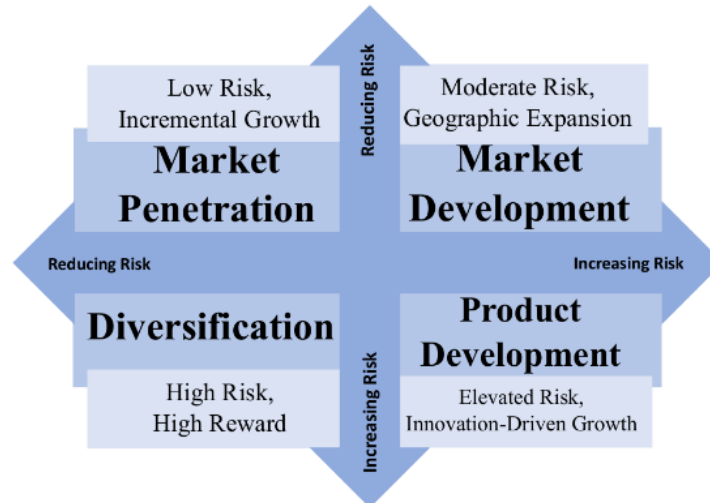 Reducing Risk
Low Risk,
Incremental Growth
Market
Penetration
Moderate Risk,
Geographic Expansion
Market
Development
Reducing Risk
Increasing Risk
Diversification
High Risk,
High Reward
Product
Development
Elevated Risk,
Innovation-Driven Growth
Increasing Risk